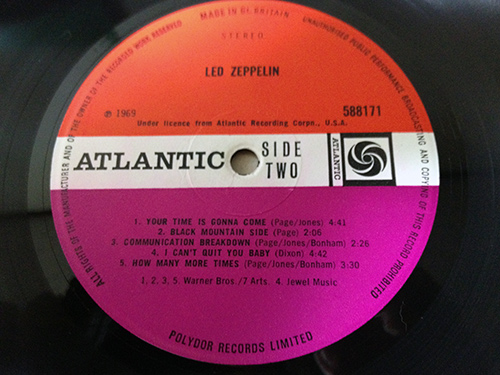 MADE IN GT. BRITAIN
STEREO
LED ZEPPELIN
℗ 1969
588171
Under licence from Atlantic Recording Corpn., U.S.A.
ATLANTIC
SIDE
TWO
ATLANTIC
1. YOUR TIME IS GONNA COME (Page/Jones) 4:41
2. BLACK MOUNTAIN SIDE (Page) 2:06
3. COMMUNICATION BREAKDOWN (Page/Jones/Bonham) 2:26
4. I CAN'T QUIT YOU BABY (Dixon) 4:42
5. HOW MANY MORE TIMES (Page/Jones/Bonham) 3:30
1, 2, 3, 5. Warner Bros./7 Arts. 4. Jewel Music
POLYDOR RECORDS LIMITED
ALL RIGHTS OF THE MANUFACTURER AND OF THE OWNER OF THE RECORDED WORK RESERVED
UNAUTHORISED PUBLIC PERFORMANCE BROADCASTING AND COPYING OF THIS RECORD PROHIBITED